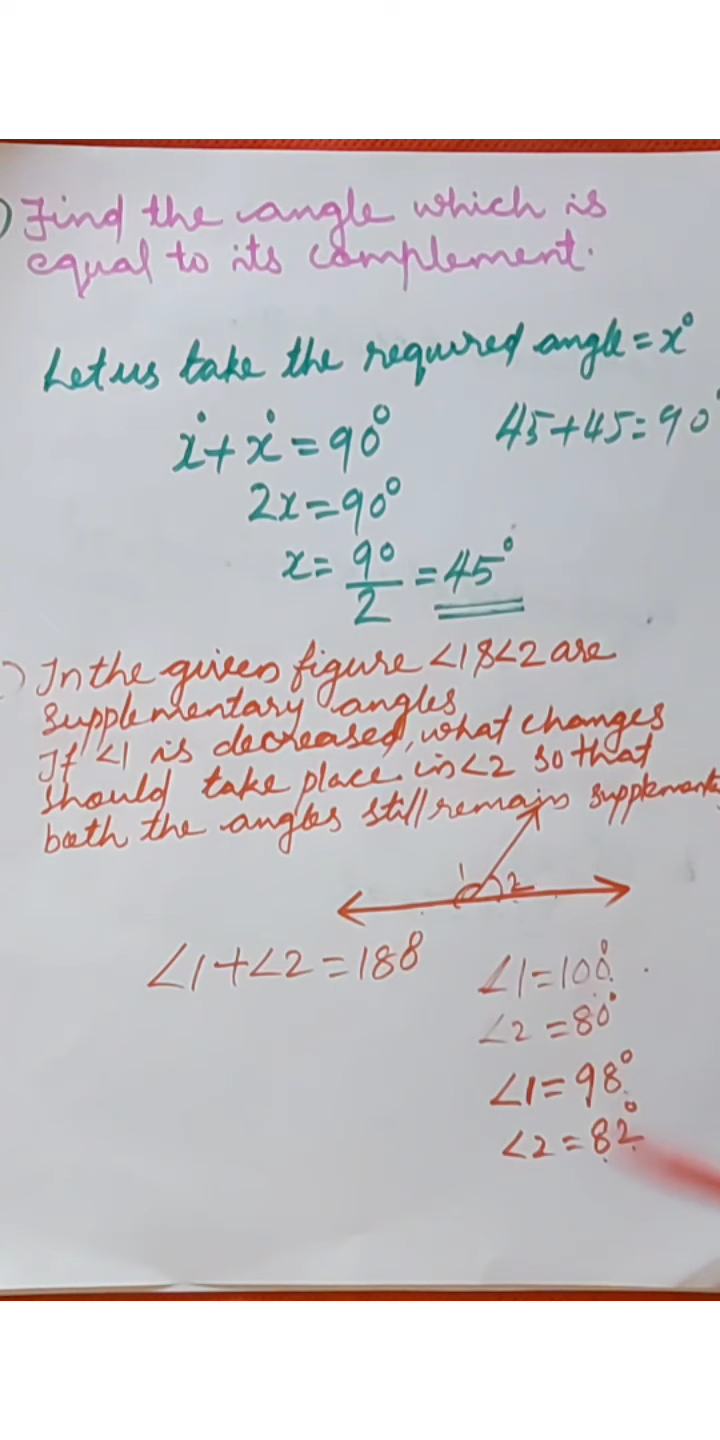 ) Find the angle which is
equal to its complement.
Let us take the required angle = x°
x° + x° = 90°
45 + 45 = 90°
2x = 90°
x = 90/2 = 45°
) In the given figure ∠1 & ∠2 are
supplementary angles
If ∠1 is decreased, what changes
should take place in ∠2 so that
both the angles still remain supplementa
1 2
∠1 + ∠2 = 180°
∠1 = 100°
∠2 = 80°
∠1 = 98°
∠2 = 82°